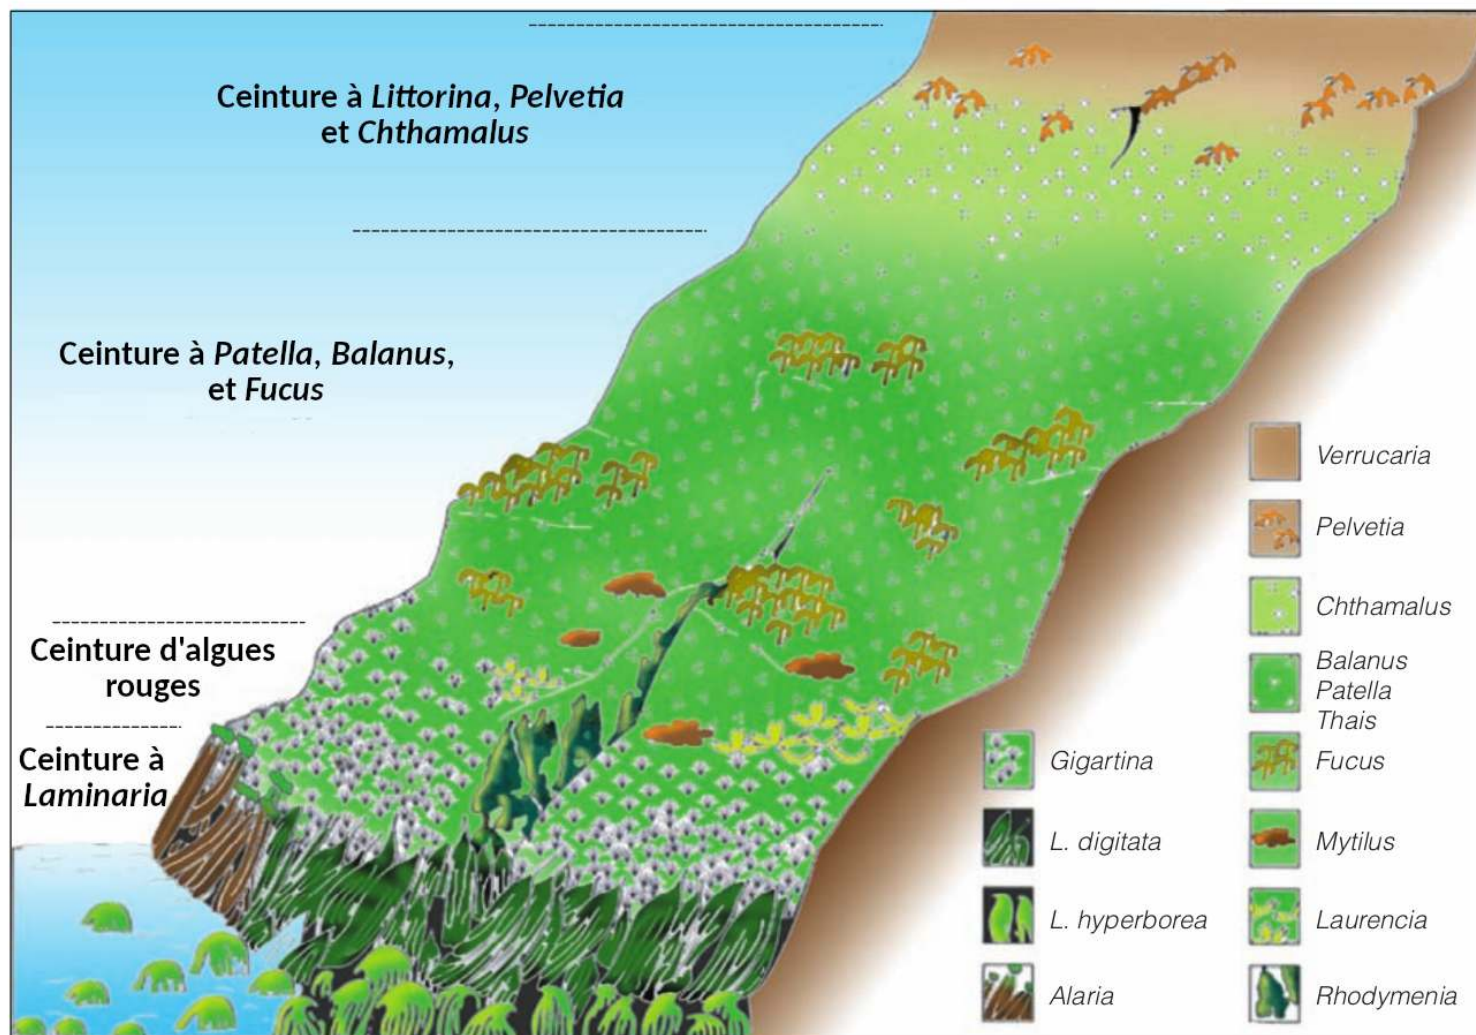 Ceinture à Littorina, Pelvetia
et Chthamalus
Ceinture à Patella, Balanus,
et Fucus
Ceinture d'algues
rouges
Ceinture à
Laminaria
Gigartina
L. digitata
L. hyperborea
Alaria
Verrucaria
Pelvetia
Chthamalus
Balanus
Patella
Thais
Fucus
Mytilus
Laurencia
Rhodymenia